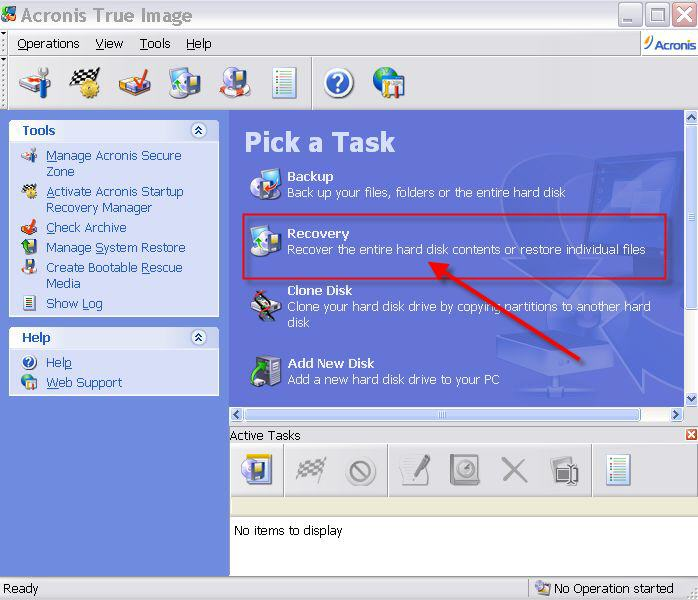 Acronis True Image
Operations View Tools Help
Acronis
Tools
Manage Acronis Secure
Zone
Activate Acronis Startup
Recovery Manager
Check Archive
Manage System Restore
Create Bootable Rescue
Media
Show Log
Help
Help
Web Support
Pick a Task
Backup
Back up your files, folders or the entire hard disk
Recovery
Recover the entire hard disk contents or restore individual files
Clone Disk
Clone your hard disk drive by copying partitions to another hard
disk
Add New Disk
Add a new hard disk drive to your PC
Active Tasks
No items to display
Ready
No Operation started